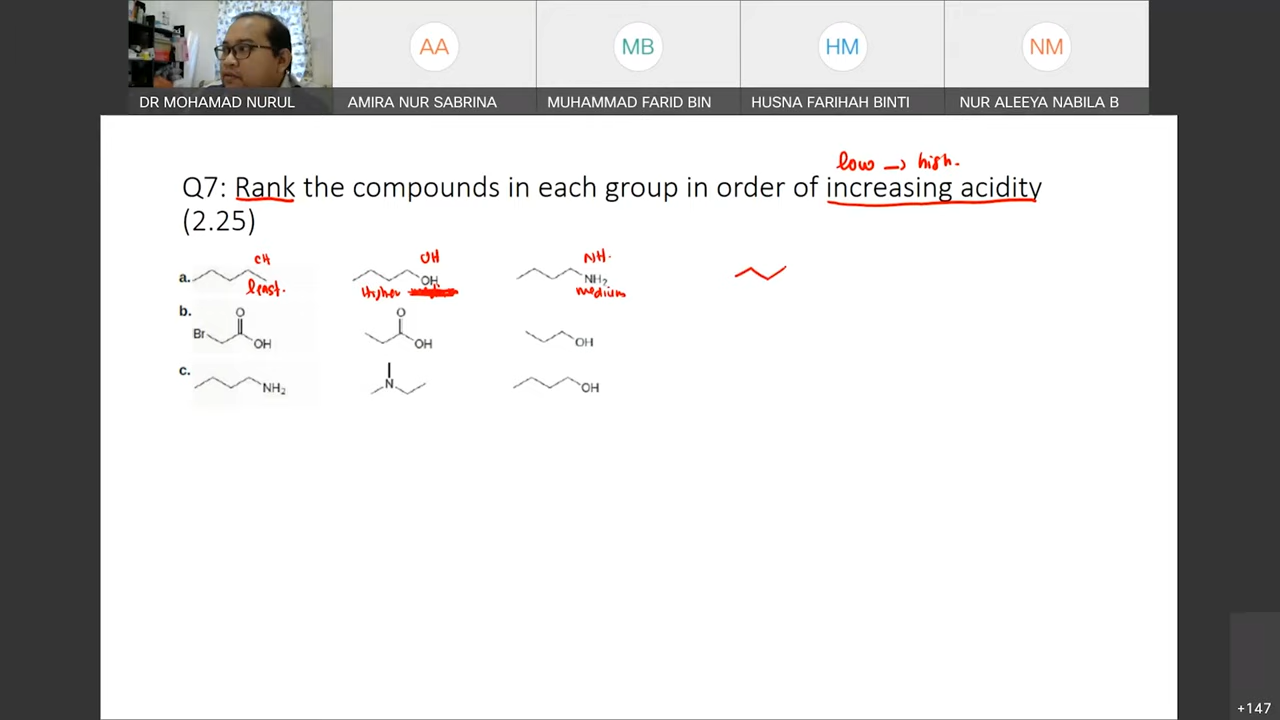 AA
MB
HM
NM
DR MOHAMAD NURUL
AMIRA NUR SABRINA
MUHAMMAD FARID BIN
HUSNA FARIHAH BINTI
NUR ALEEYA NABILA B
low → high.
Q7: Rank the compounds in each group in order of increasing acidity
(2.25)
CH
OH
NH.
a.
OH
NH2
least.
Higher
medium
b.
O
O
Br
OH
OH
OH
c.
NH2
N
OH
+147